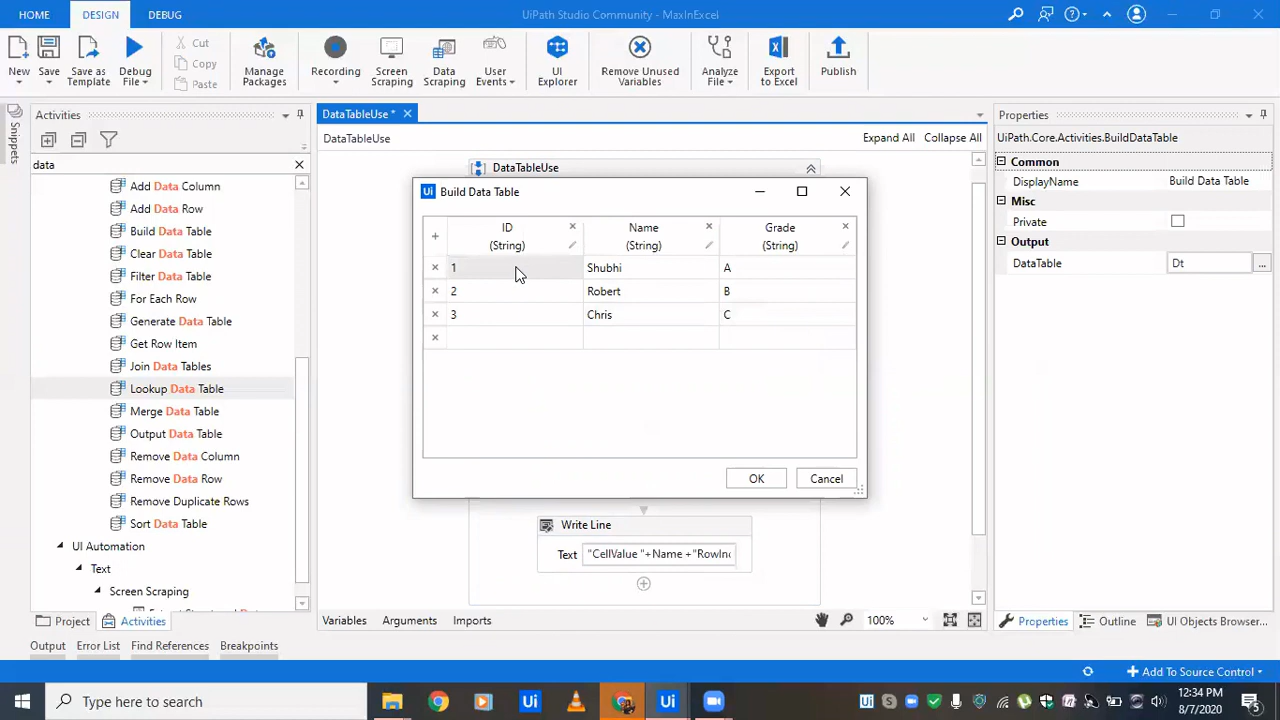 HOME DESIGN DEBUG UiPath Studio Community - MaxInExcel
New Save Save as Template Debug File Cut Copy Paste Manage Packages Recording Screen Scraping Data Scraping User Events UI Explorer Remove Unused Variables Analyze File Export to Excel Publish
Snippets
Activities
data
Add Data Column
Add Data Row
Build Data Table
Clear Data Table
Filter Data Table
For Each Row
Generate Data Table
Get Row Item
Join Data Tables
Lookup Data Table
Merge Data Table
Output Data Table
Remove Data Column
Remove Data Row
Remove Duplicate Rows
Sort Data Table
UI Automation
Text
Screen Scraping
Project Activities
DataTableUse *
DataTableUse Expand All Collapse All
DataTableUse
Ui Build Data Table
ID Name Grade
(String) (String) (String)
1 Shubhi A
2 Robert B
3 Chris C
OK Cancel
Write Line
Text "CellValue "+Name +"RowInd
Variables Arguments Imports 100%
Properties
UiPath.Core.Activities.BuildDataTable
Common
DisplayName Build Data Table
Misc
Private
Output
DataTable Dt ...
Properties Outline UI Objects Browser...
Output Error List Find References Breakpoints
Add To Source Control
Type here to search
12:34 PM
8/7/2020
5